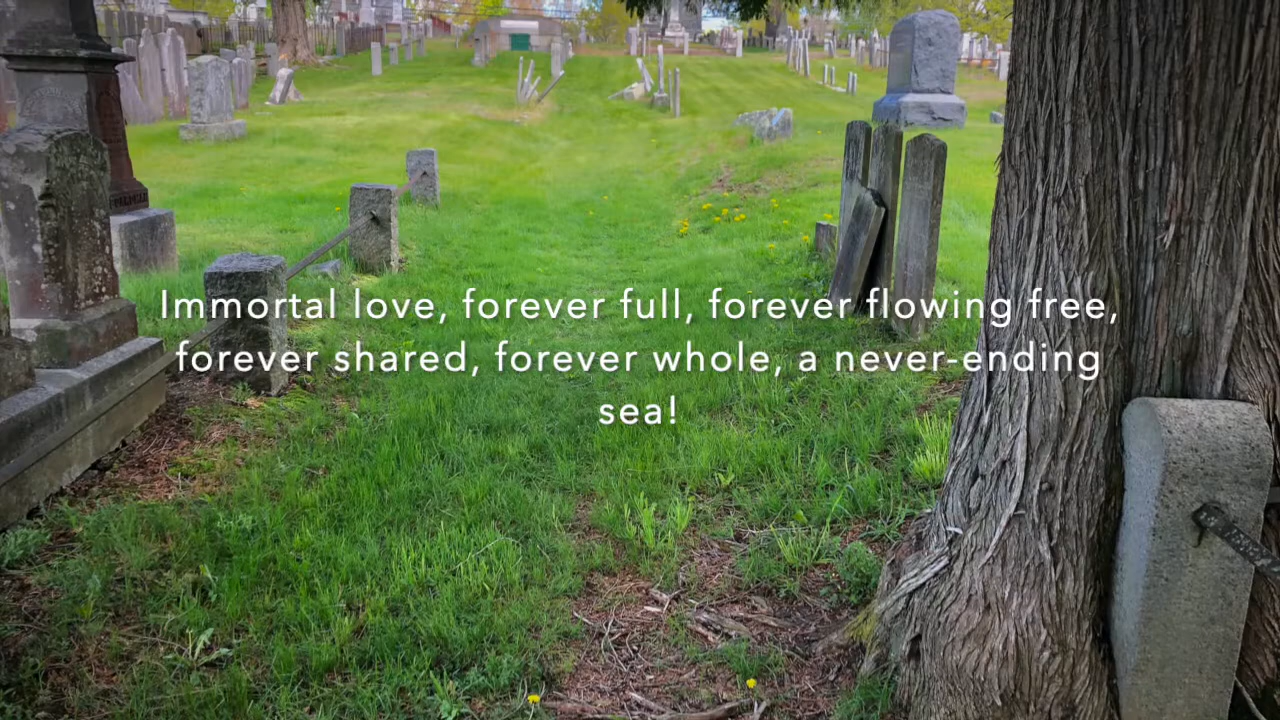 Immortal love, forever full, forever flowing free,
forever shared, forever whole, a never-ending
sea!